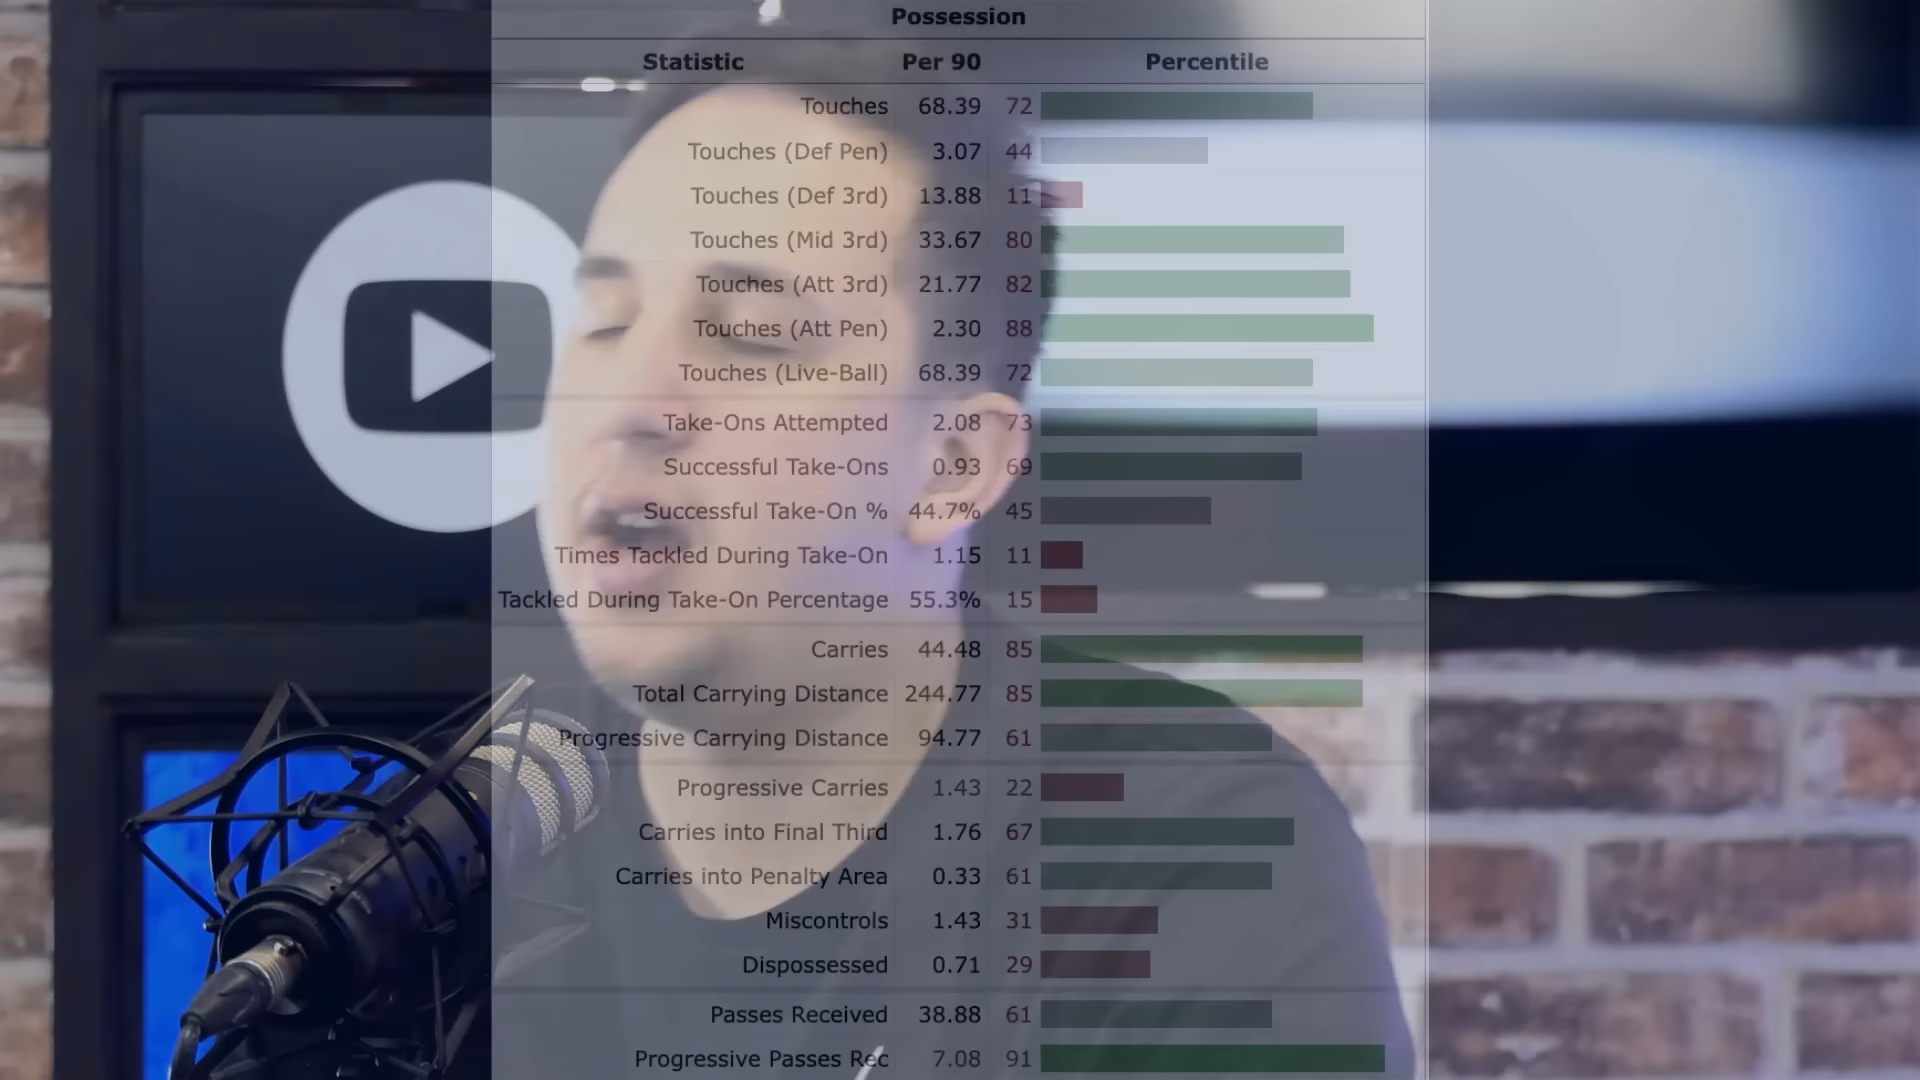 Possession
Statistic Per 90 Percentile
Touches 68.39 72
Touches (Def Pen) 3.07 44
Touches (Def 3rd) 13.88 11
Touches (Mid 3rd) 33.67 80
Touches (Att 3rd) 21.77 82
Touches (Att Pen) 2.30 88
Touches (Live-Ball) 68.39 72
Take-Ons Attempted 2.08 73
Successful Take-Ons 0.93 69
Successful Take-On % 44.7% 45
Times Tackled During Take-On 1.15 11
Tackled During Take-On Percentage 55.3% 15
Carries 44.48 85
Total Carrying Distance 244.77 85
Progressive Carrying Distance 94.77 61
Progressive Carries 1.43 22
Carries into Final Third 1.76 67
Carries into Penalty Area 0.33 61
Miscontrols 1.43 31
Dispossessed 0.71 29
Passes Received 38.88 61
Progressive Passes Rec 7.08 91